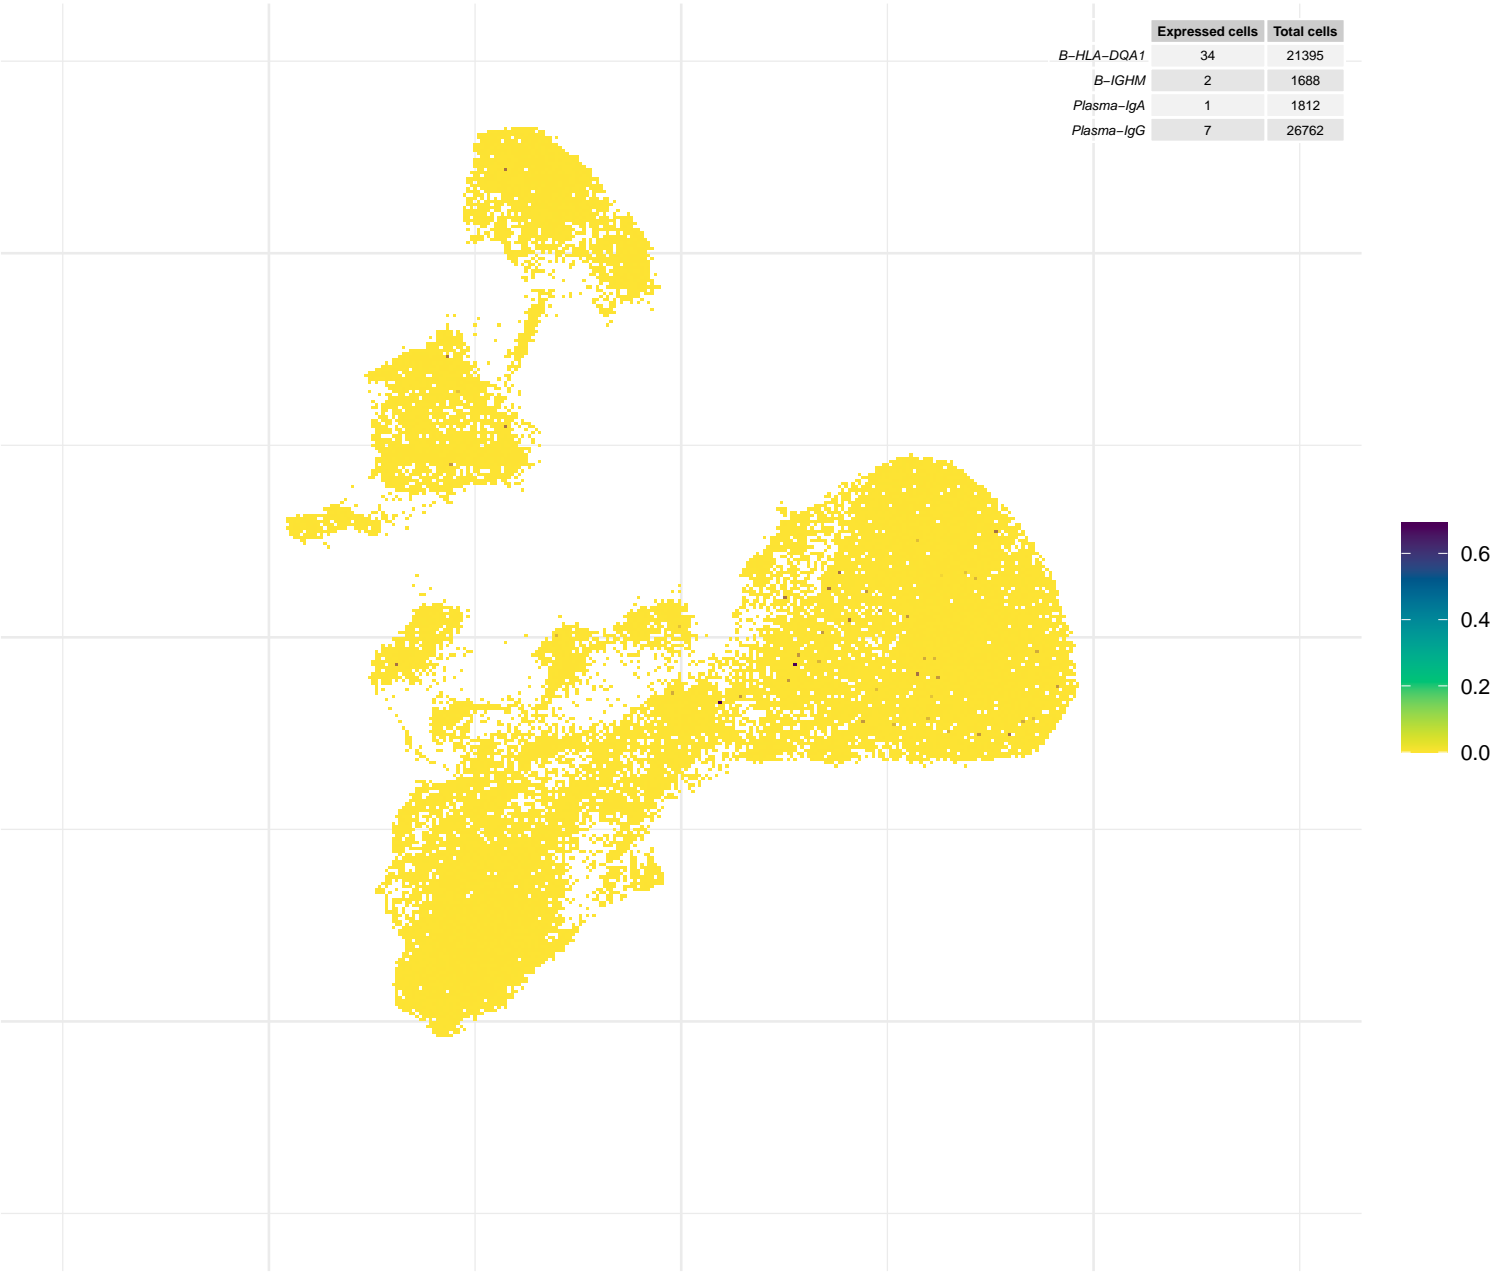 Expressed cells Total cells
B−HLA−DQA1 34 21395
B−IGHM 2 1688
Plasma−IgA 1 1812
Plasma−IgG 7 26762
0.6
0.4
0.2
0.0